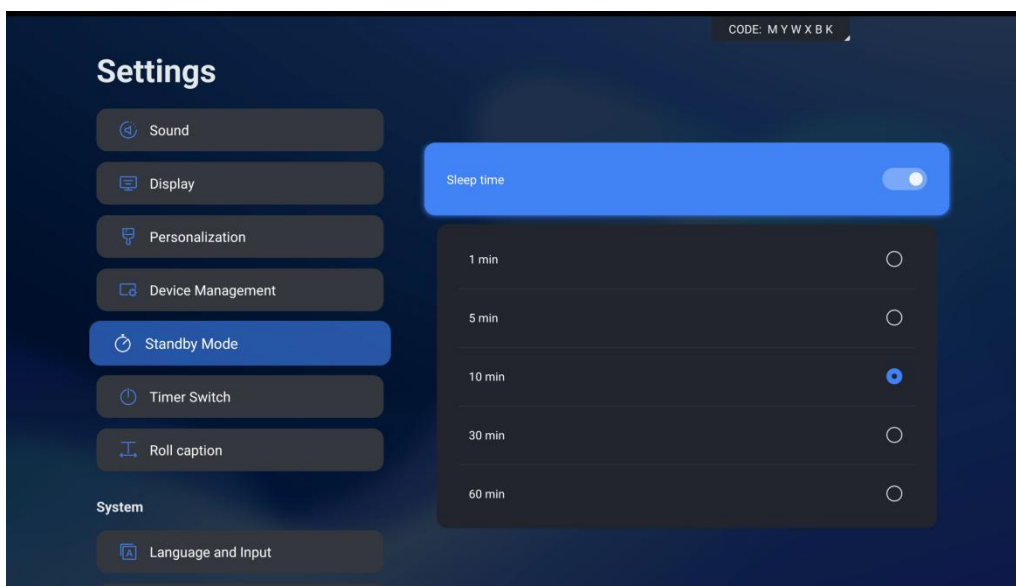 CODE: M Y W X B K
Settings
Sound
Display
Personalization
Device Management
Standby Mode
Timer Switch
Roll caption
System
Language and Input
Sleep time
1 min
5 min
10 min
30 min
60 min